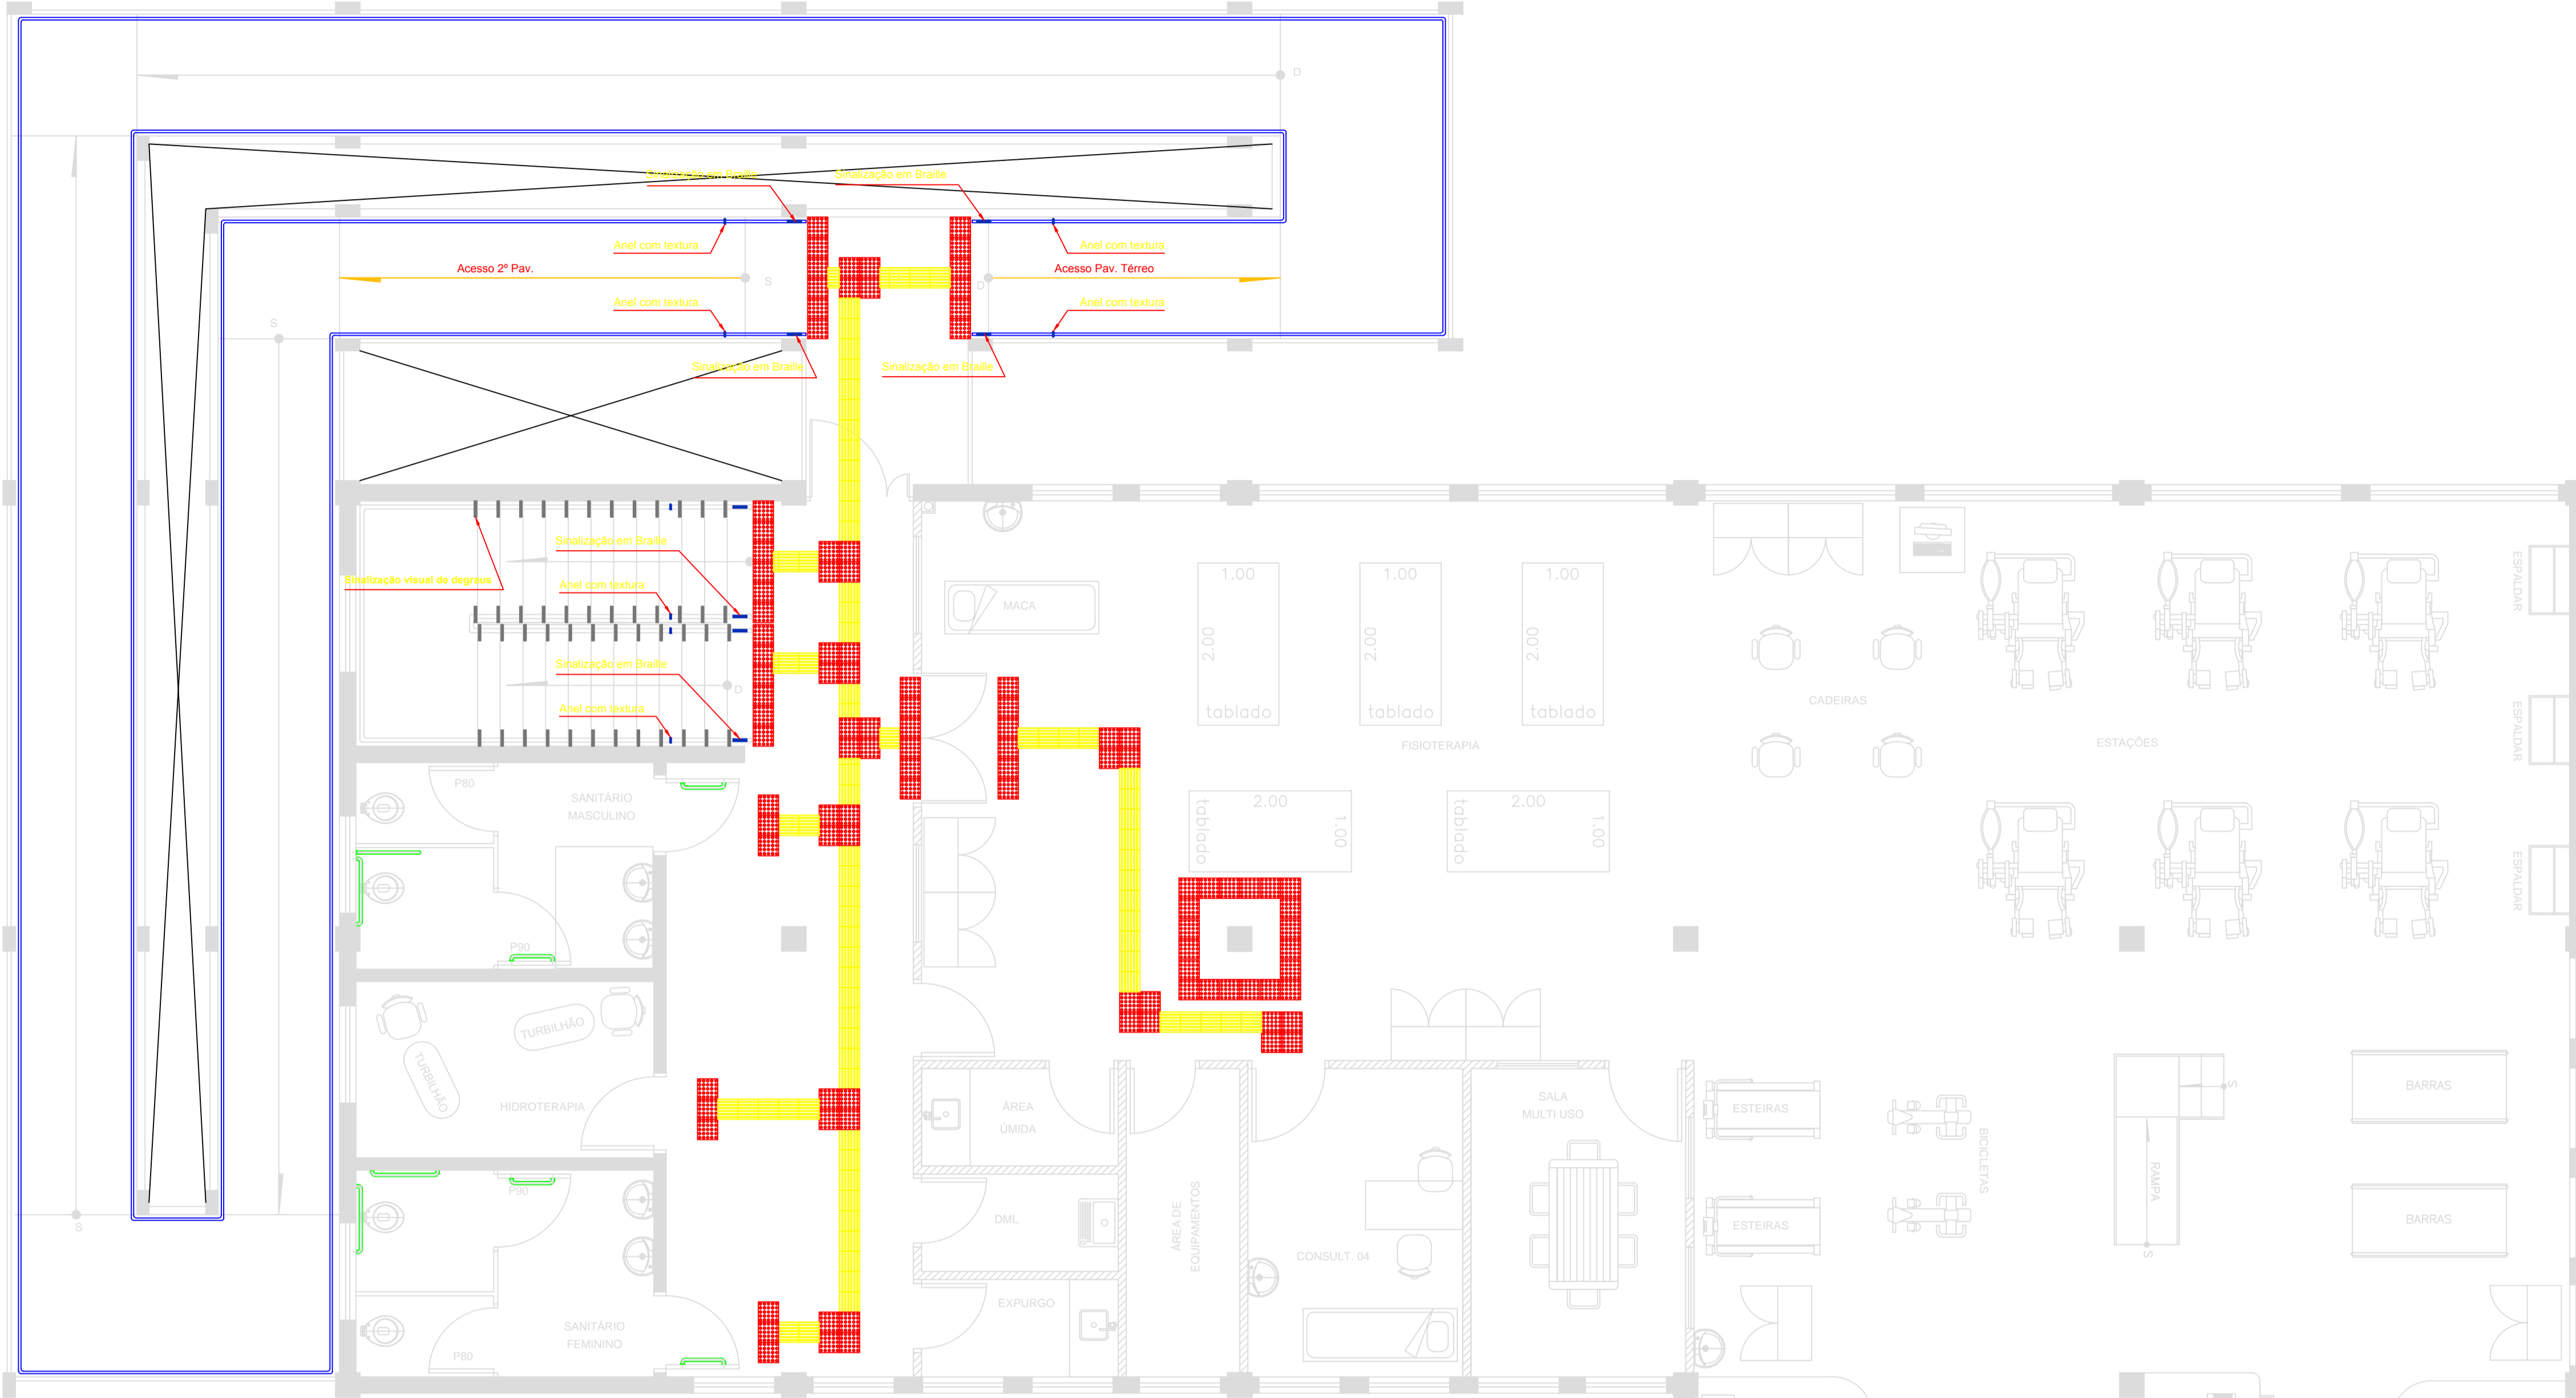 D
Sinalização em Braille
Sinalização em Braille
Anel com textura
Anel com textura
Acesso 2º Pav.
Acesso Pav. Térreo
S
D
Anel com textura
Anel com textura
S
Sinalização em Braille
Sinalização em Braille
Sinalização em Braille
Sinalização visual de degraus
Anel com textura
MACA
1.00
2.00
tablado
1.00
2.00
tablado
1.00
2.00
tablado
ESPALDAR
Sinalização em Braille
D
Anel com textura
CADEIRAS
FISIOTERAPIA
ESTAÇÕES
ESPALDAR
P80
SANITÁRIO
MASCULINO
2.00
tablado
1.00
2.00
tablado
1.00
ESPALDAR
P90
TURBILHÃO
TURBILHÃO
HIDROTERAPIA
ÁREA
ÚMIDA
SALA
MULTI USO
ESTEIRAS
BICICLETAS
S
BARRAS
P90
DML
ÁREA DE
EQUIPAMENTOS
CONSULT. 04
ESTEIRAS
RAMPA
S
BARRAS
S
EXPURGO
SANITÁRIO
FEMININO
P80